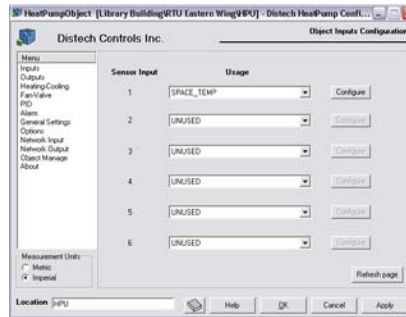 HeatPumpObject [Library Building\RTU Eastern Wing\HPU] - Distech HeatPump Confi...
Distech Controls Inc.
Object Inputs Configuration
Menu
Inputs
Outputs
Heating-Cooling
Fan-Valve
PID
Alarm
General Settings
Options
Network Input
Network Output
Object Manage
About
Sensor Input Usage
1 SPACE_TEMP Configure
2 UNUSED Configure
3 UNUSED Configure
4 UNUSED Configure
5 UNUSED Configure
6 UNUSED Configure
Measurement Units
Metric
Imperial
Refresh page
Location HPU Help OK Cancel Apply